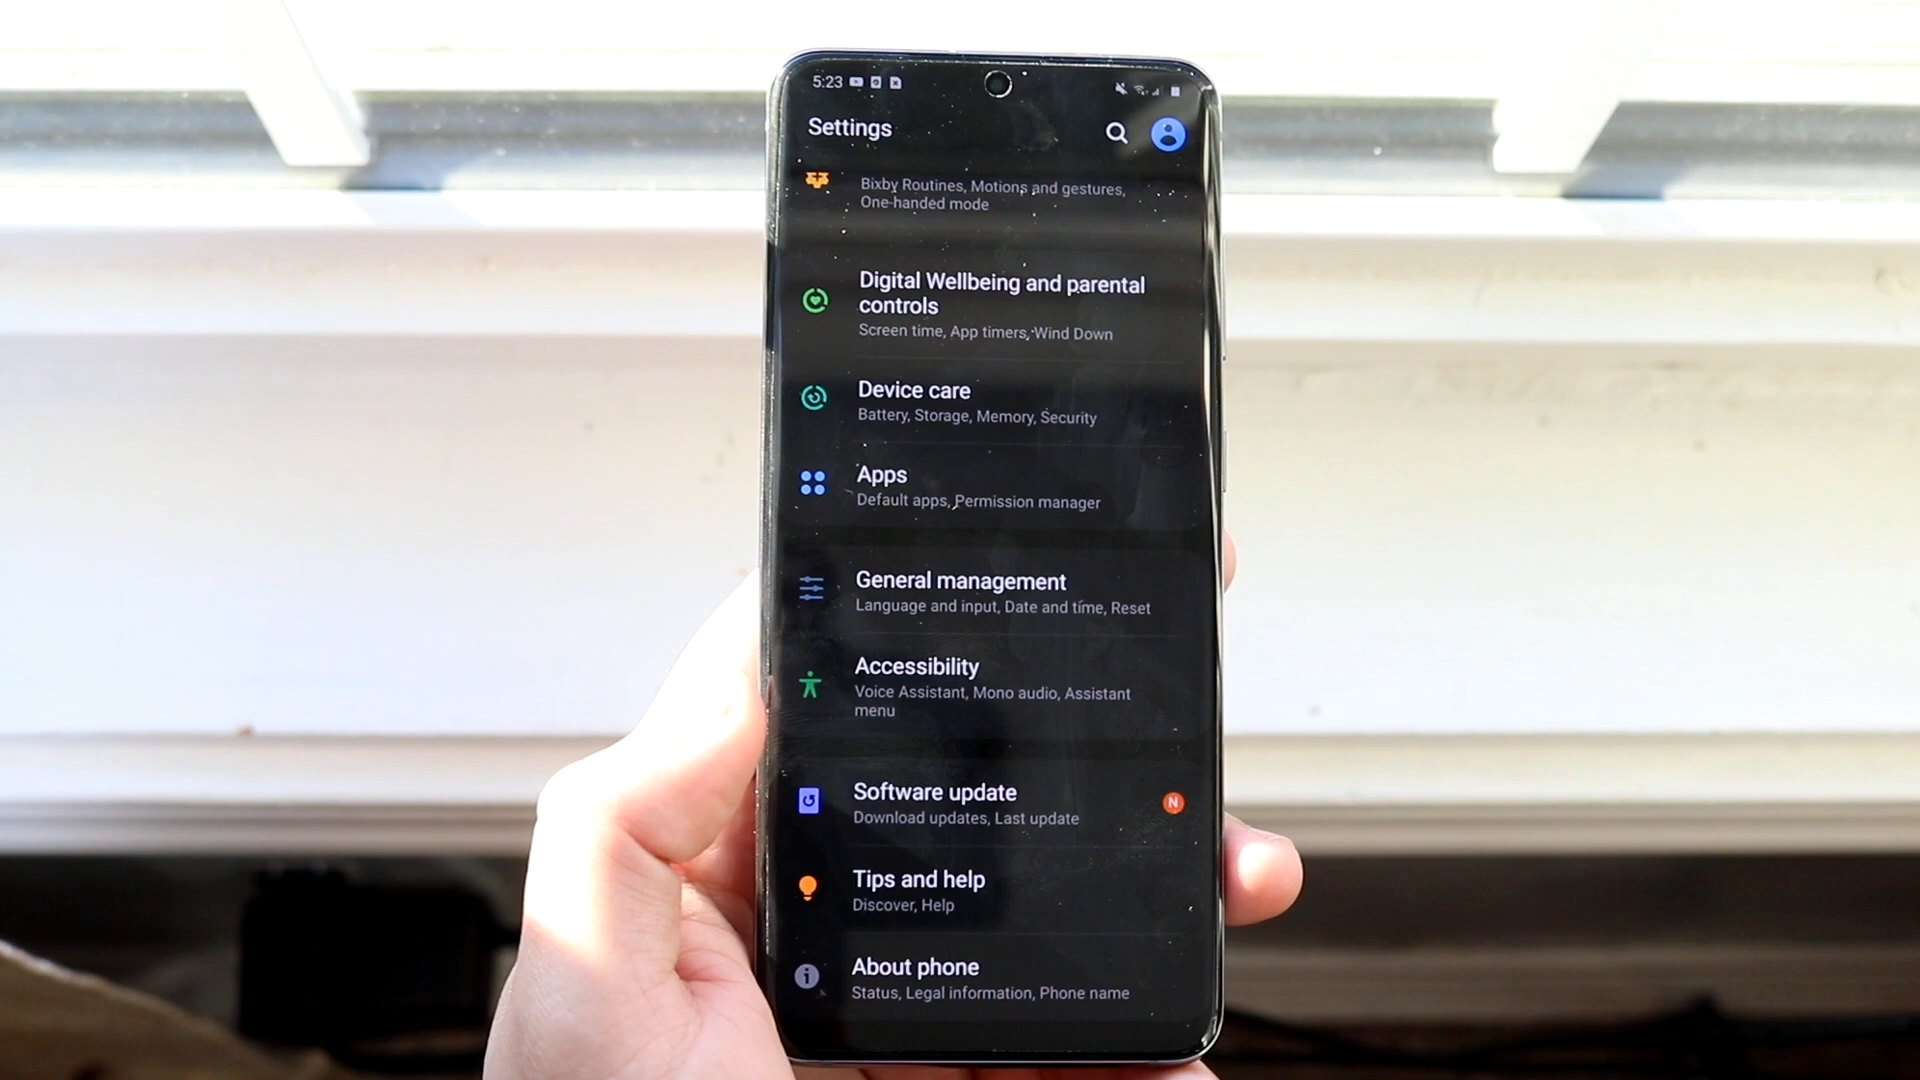 5:23
Settings
Bixby Routines, Motions and gestures,
One-handed mode
Digital Wellbeing and parental
controls
Screen time, App timers, Wind Down
Device care
Battery, Storage, Memory, Security
Apps
Default apps, Permission manager
General management
Language and input, Date and time, Reset
Accessibility
Voice Assistant, Mono audio, Assistant
menu
Software update
N
Download updates, Last update
Tips and help
Discover, Help
About phone
Status, Legal information, Phone name